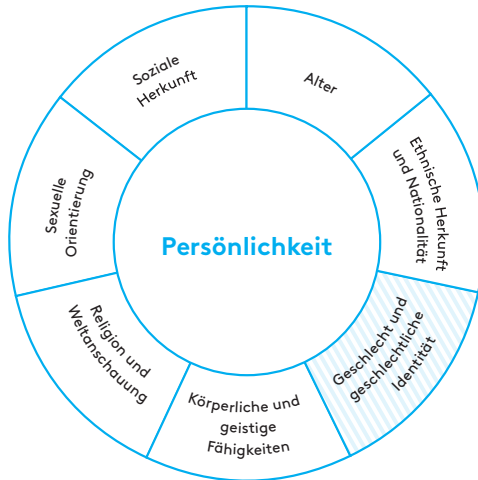 Soziale
Herkunft
Alter
Ethnische Herkunft
und Nationalität
Geschlecht und
geschlechtliche
Identität
Körperliche und
geistige
Fähigkeiten
Religion und
Weltanschauung
Sexuelle
Orientierung
Persönlichkeit